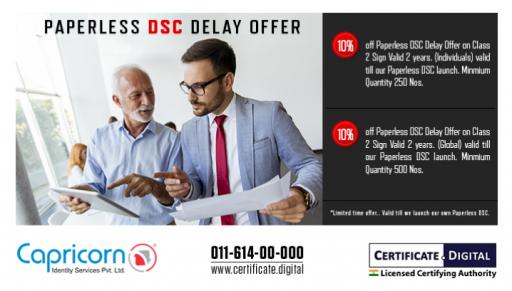 PAPERLESS DSC DELAY OFFER
10%
off Paperless DSC Delay Offer on Class
2 Sign Valid 2 years. (Individuals) valid
till our Paperless DSC launch. Minmium
Quantity 250 Nos.
10%
off Paperless DSC Delay Offer on Class
2 Sign Valid 2 years. (Global) valid till
our Paperless DSC launch. Minmium
Quantity 500 Nos.
*Limited time offer.. Valid till we launch our own Paperless DSC.
Capricorn
Identity Services Pvt. Ltd.
011-614-00-000
www.certificate.digital
CERTIFICATE.DIGITAL
Licensed Certifying Authority